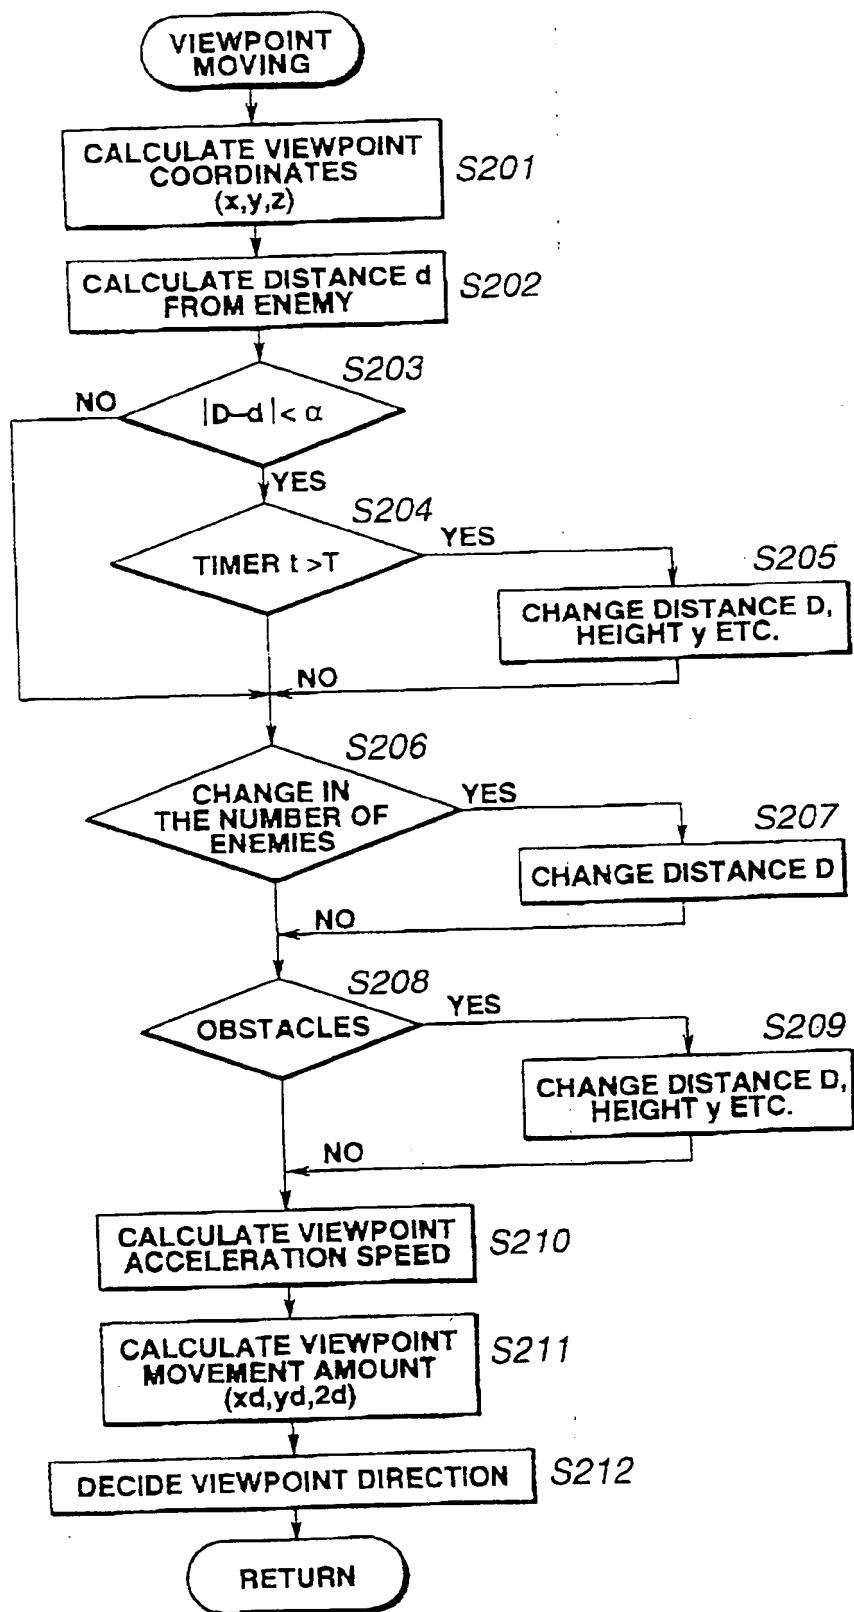 VIEWPOINT
MOVING
CALCULATE VIEWPOINT
COORDINATES
(x,y,z)
S201
CALCULATE DISTANCE d
FROM ENEMY
S202
S203
NO
|D–d| < α
YES
S204
TIMER t >T
YES
S205
CHANGE DISTANCE D,
HEIGHT y ETC.
NO
S206
CHANGE IN
THE NUMBER OF
ENEMIES
YES
S207
CHANGE DISTANCE D
NO
S208
OBSTACLES
YES
S209
CHANGE DISTANCE D,
HEIGHT y ETC.
NO
CALCULATE VIEWPOINT
ACCELERATION SPEED
S210
CALCULATE VIEWPOINT
MOVEMENT AMOUNT
(xd,yd,2d)
S211
DECIDE VIEWPOINT DIRECTION
S212
RETURN